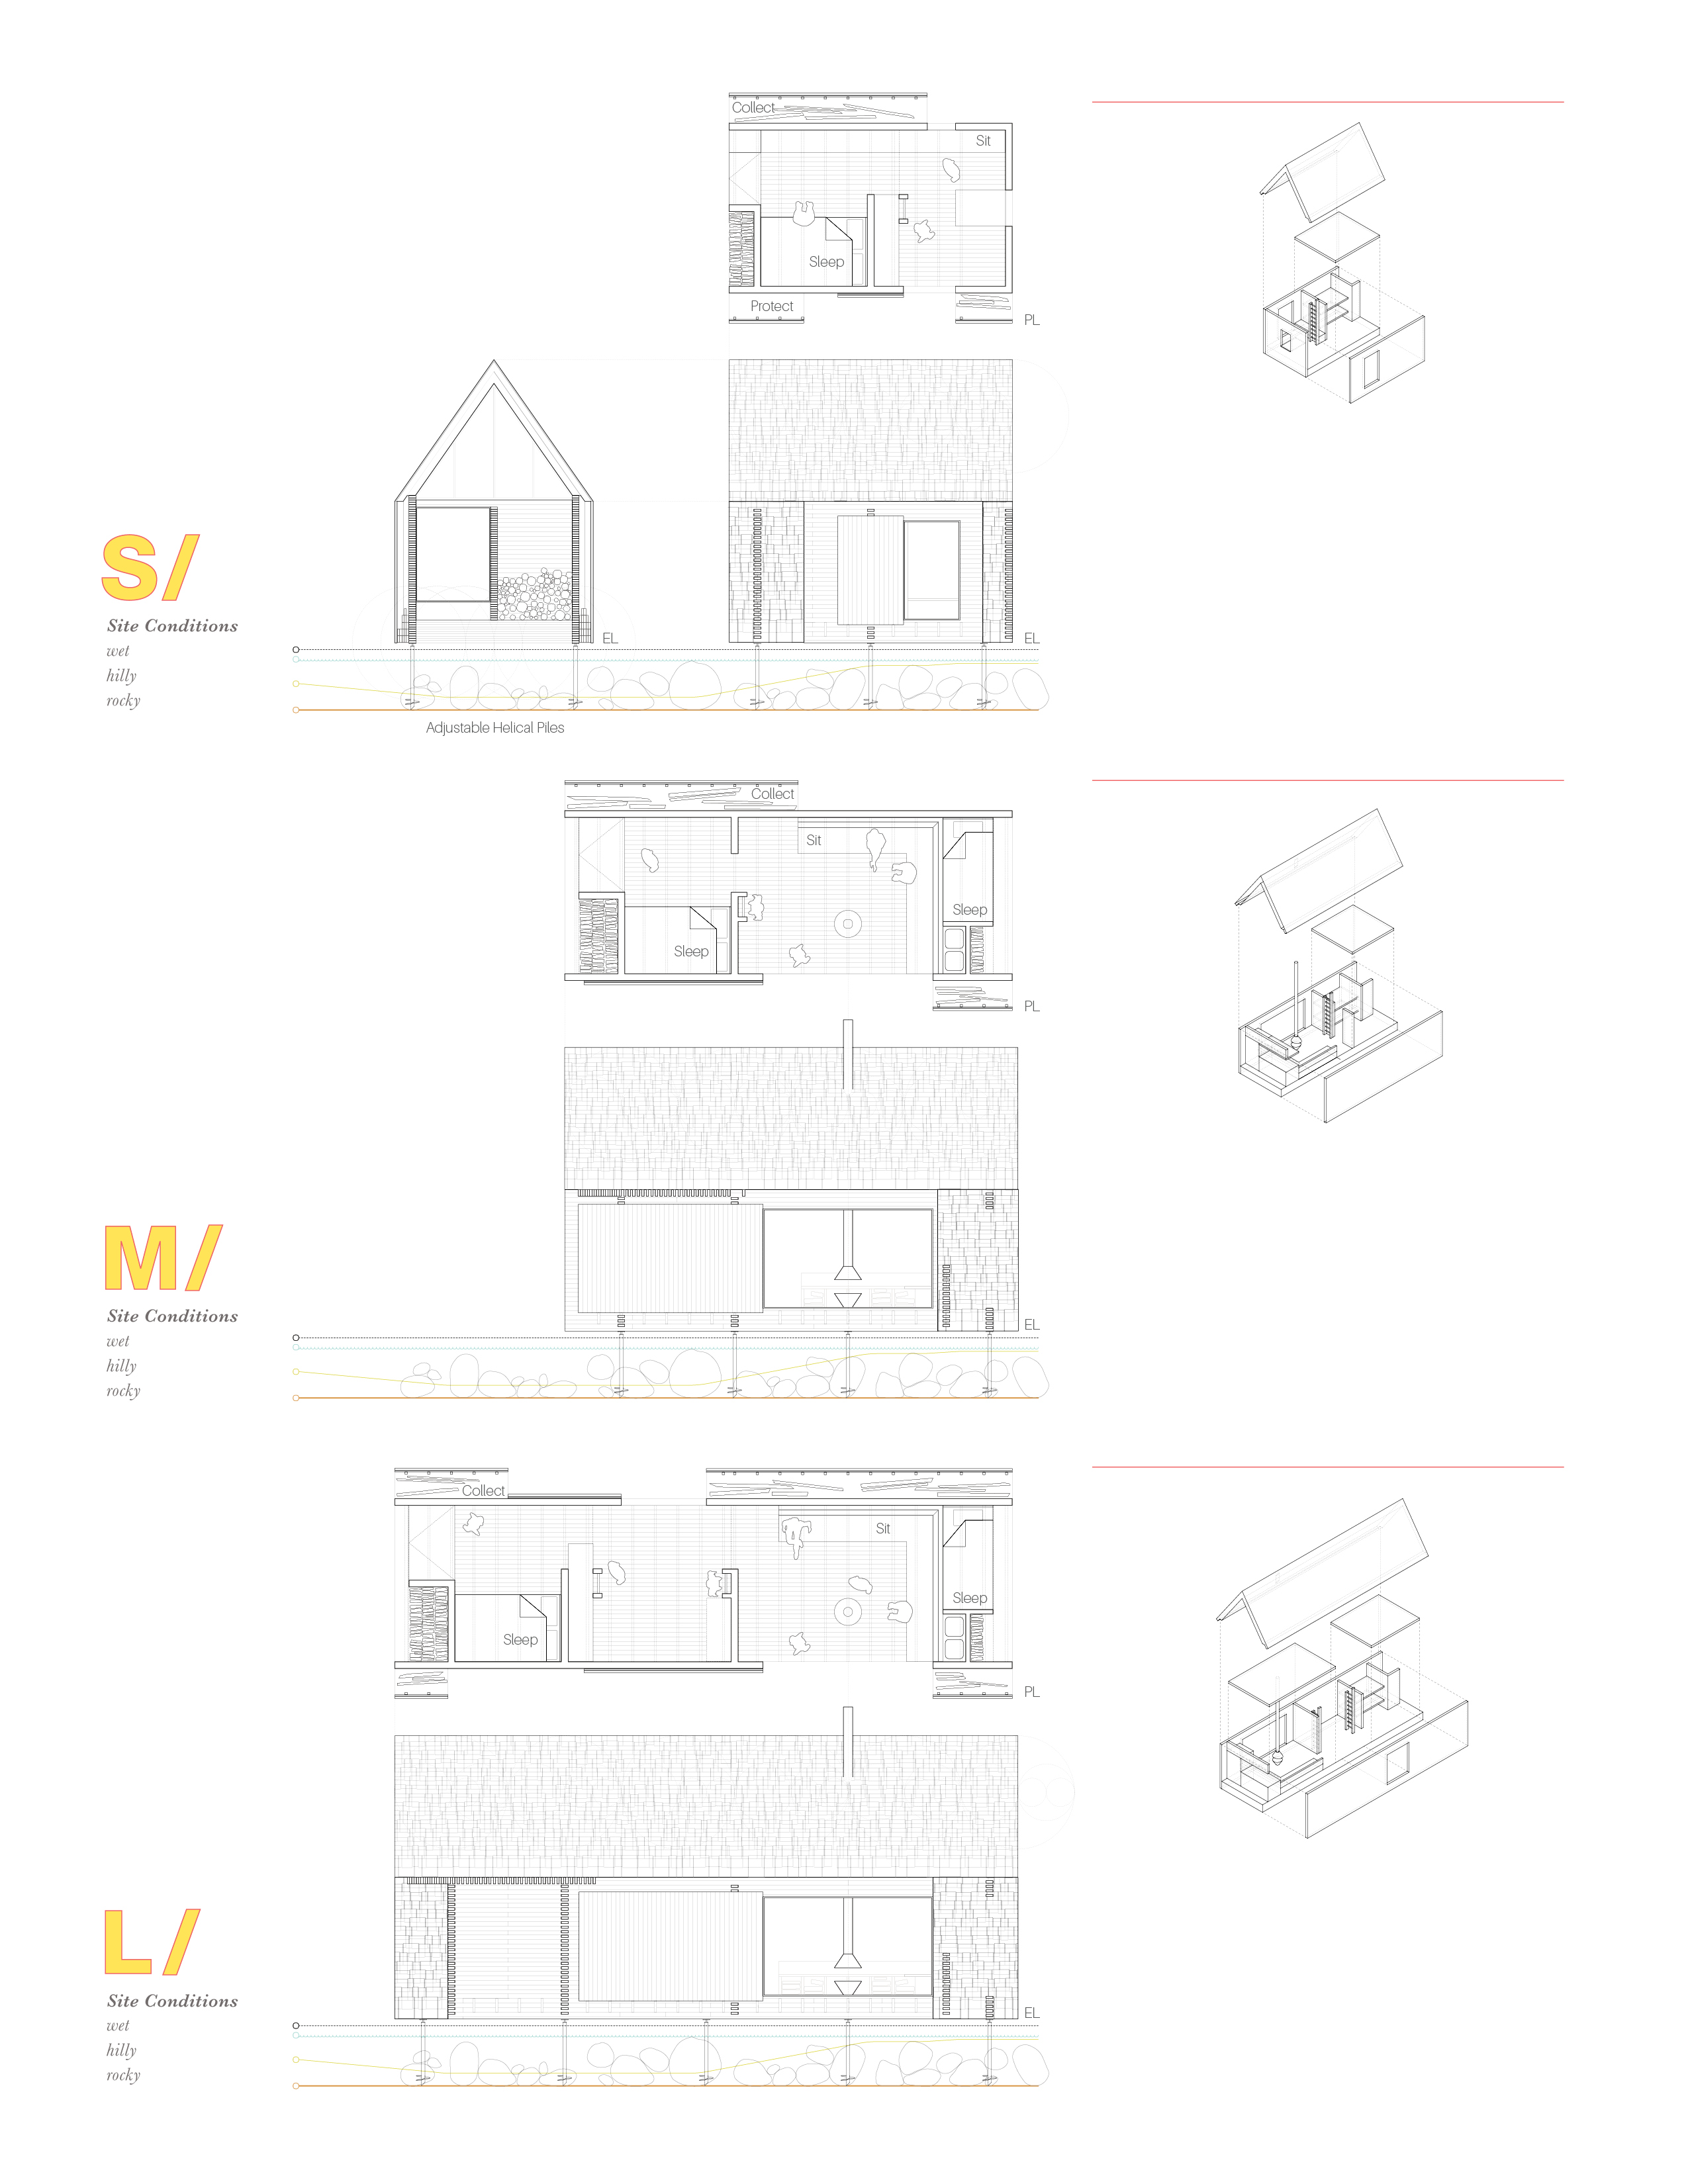 Collect
Sit
Sleep
Protect
PL
S/
Site Conditions
wet
hilly
rocky
EL
EL
Adjustable Helical Piles
Collect
Sit
Sleep
Sleep
PL
M/
Site Conditions
wet
hilly
rocky
EL
Collect
Sit
Sleep
Sleep
PL
L/
Site Conditions
wet
hilly
rocky
EL